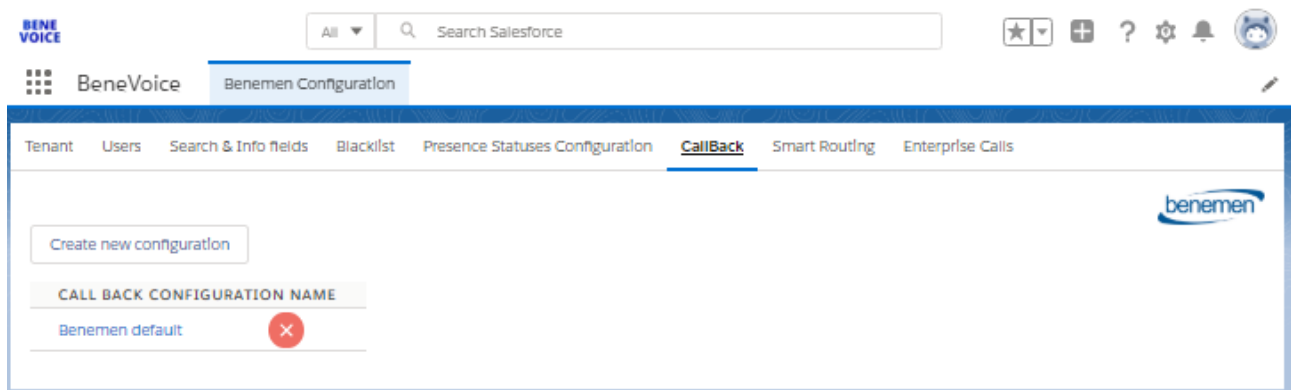 BENE
VOICE
All
Search Salesforce
?
BeneVoice
Benemen Configuration
Tenant
Users
Search & Info fields
Blacklist
Presence Statuses Configuration
CallBack
Smart Routing
Enterprise Calls
benemen
Create new configuration
CALL BACK CONFIGURATION NAME
Benemen default